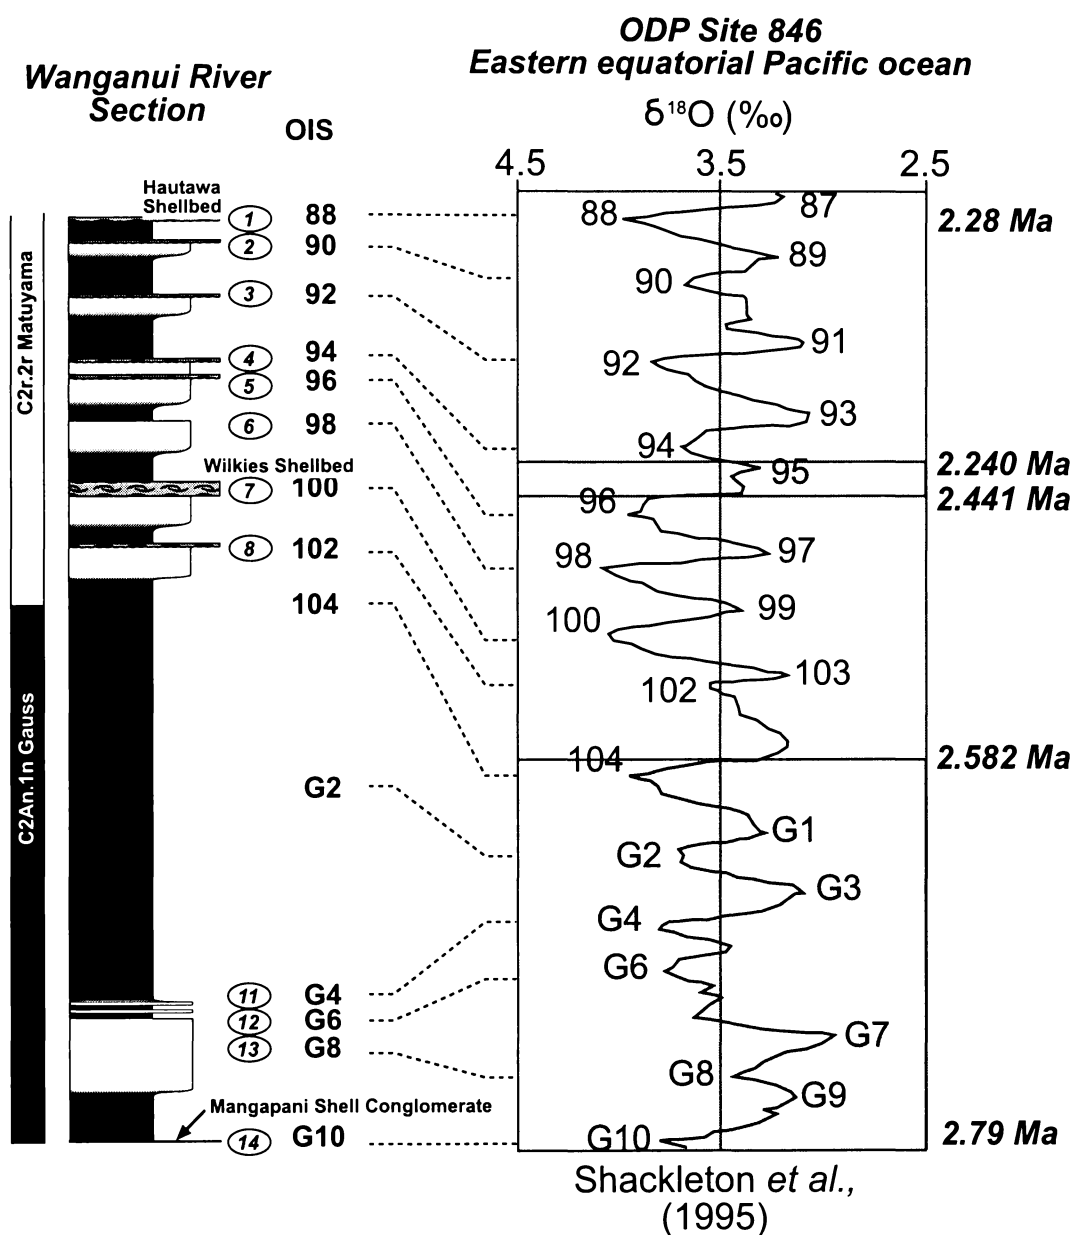 ODP Site 846
Eastern equatorial Pacific ocean
Wanganui River
Section
OIS
δ¹⁸O (‰)
4.5 3.5 2.5
Hautawa
Shellbed
1 88
2 90
3 92
4 94
5 96
6 98
Wilkies Shellbed
7 100
8 102
104
G2
11 G4
12 G6
13 G8
Mangapani Shell Conglomerate
14 G10
C2r.2r Matuyama
C2An.1n Gauss
87
88
89
90
91
92
93
94
95
96
97
98
99
100
103
102
104
G1
G2
G3
G4
G6
G7
G8
G9
G10
2.28 Ma
2.240 Ma
2.441 Ma
2.582 Ma
2.79 Ma
Shackleton et al.,
(1995)